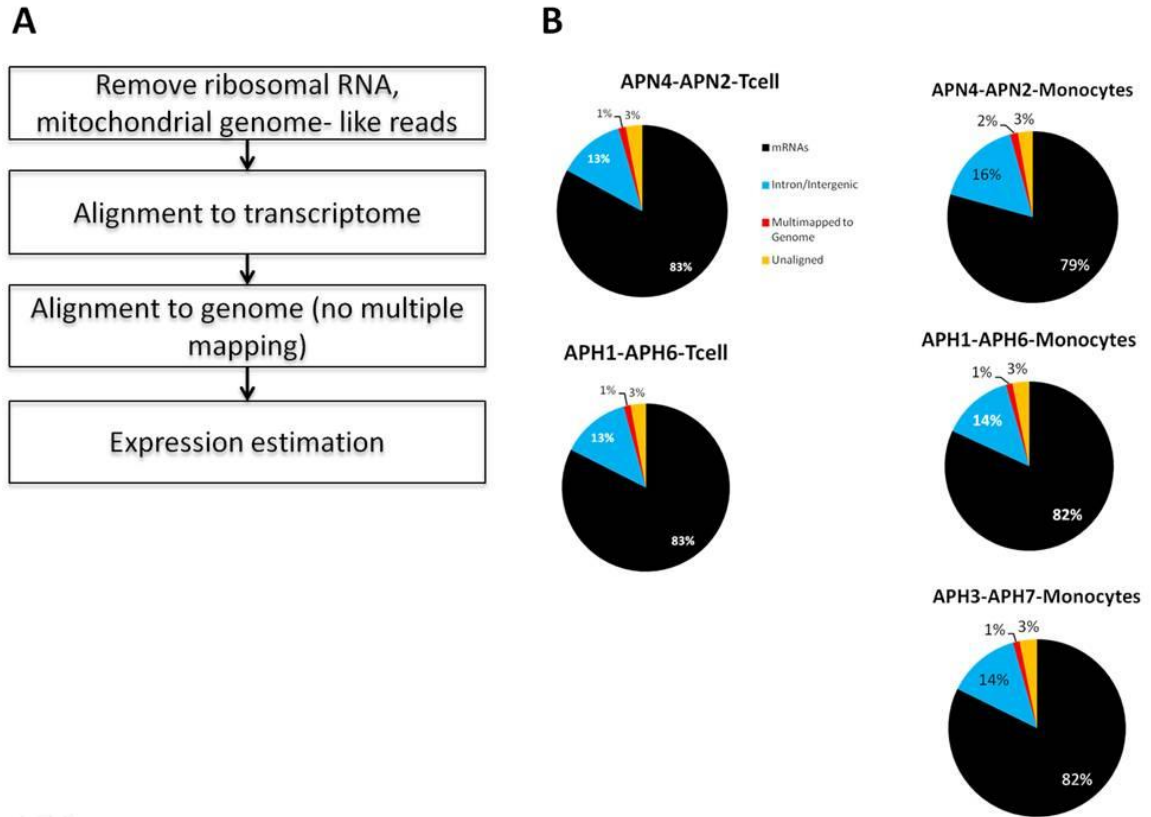 A
Remove ribosomal RNA,
mitochondrial genome- like reads
Alignment to transcriptome
Alignment to genome (no multiple
mapping)
Expression estimation
B
APN4-APN2-Tcell
1%
3%
13%
83%
mRNAs
Intron/Intergenic
Multimapped to
Genome
Unaligned
APN4-APN2-Monocytes
2%
3%
16%
79%
APH1-APH6-Tcell
1%
3%
13%
83%
APH1-APH6-Monocytes
1%
3%
14%
82%
APH3-APH7-Monocytes
1%
3%
14%
82%